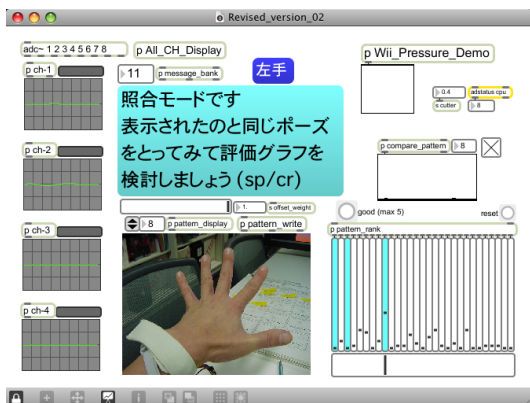 Revised_version_02
adc~ 1 2 3 4 5 6 7 8
p All_CH_Display
p ch-1
11
p message_bank
左手
p Wii_Pressure_Demo
照合モードです
表示されたのと同じポーズ
をとってみて評価グラフを
検討しましょう (sp/cr)
0.4
adstatus cpu
s cutter
8
p ch-2
p compare_pattern
8
1.
s offset_weight
8
p pattern_display
p pattern_write
good (max 5)
reset
p ch-3
p pattern_rank
p ch-4